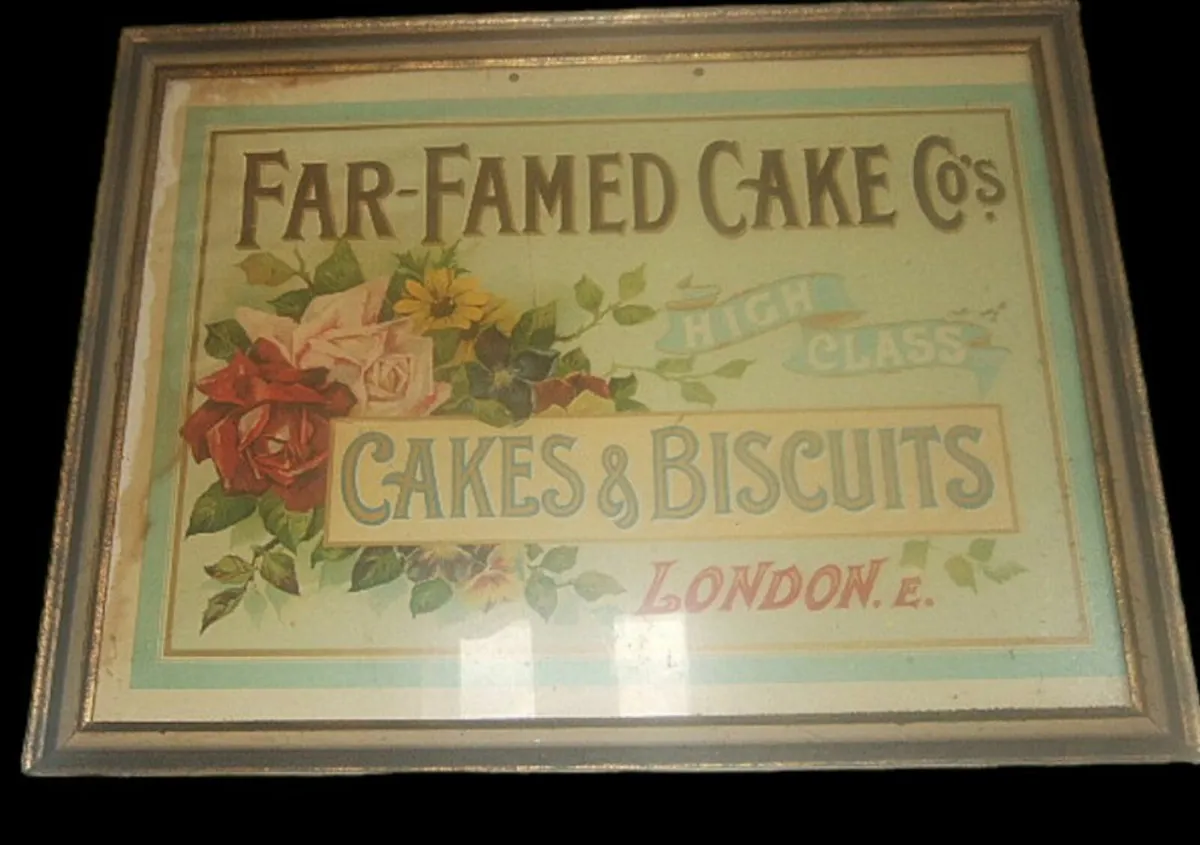 FAR-FAMED CAKE Co's.
HIGH
CLASS
CAKES & BISCUITS
LONDON. E.